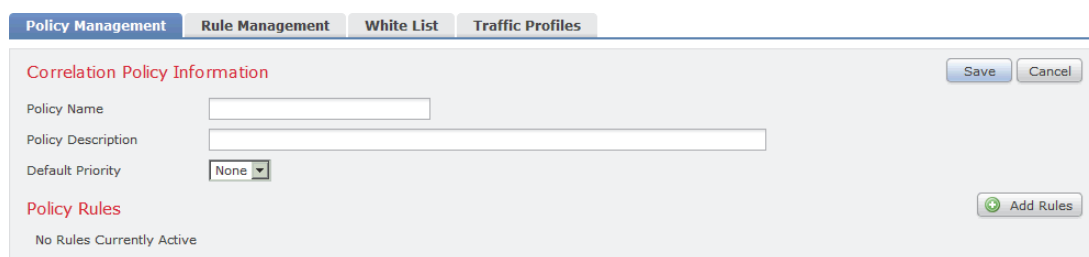 Policy Management Rule Management White List Traffic Profiles
Correlation Policy Information Save Cancel
Policy Name
Policy Description
Default Priority None
Policy Rules Add Rules
No Rules Currently Active